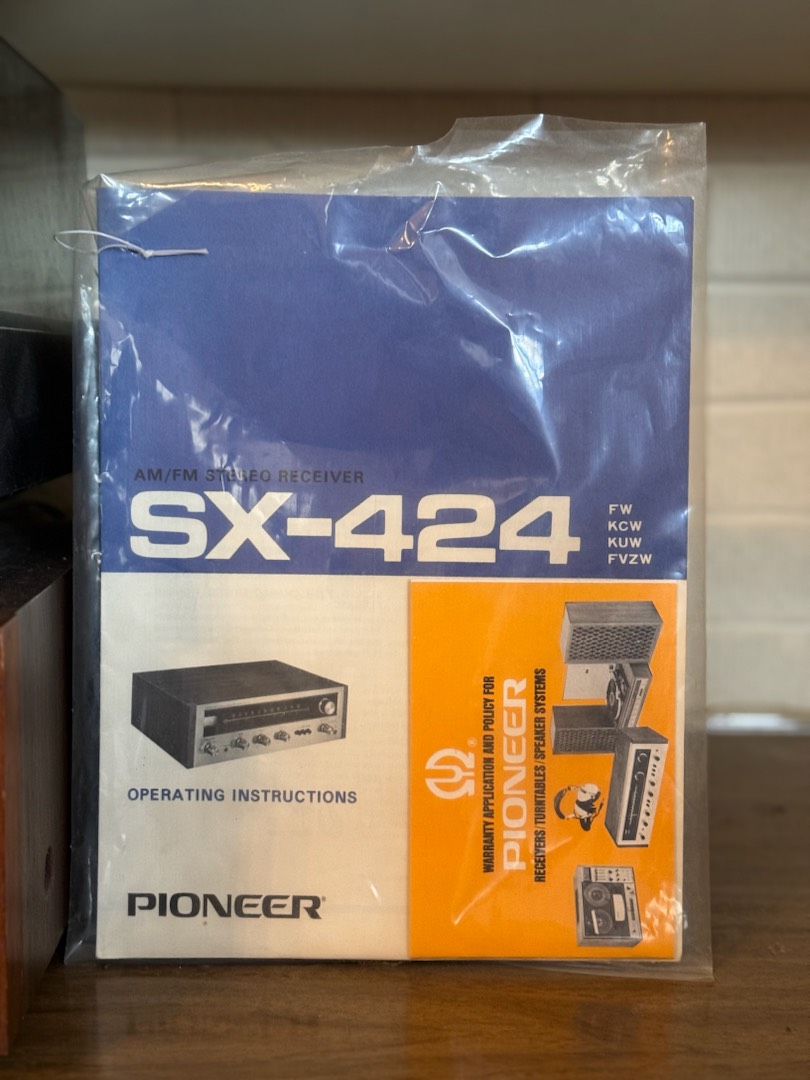 AM/FM STEREO RECEIVER
SX-424
FW
KCW
KUW
FVZW
OPERATING INSTRUCTIONS
PIONEER®
®
WARRANTY APPLICATION AND POLICY FOR
PIONEER
RECEIVERS/TURNTABLES/SPEAKER SYSTEMS